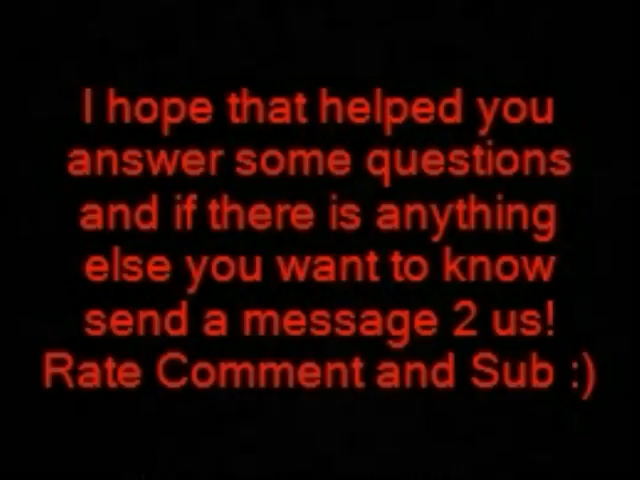 I hope that helped you
answer some questions
and if there is anything
else you want to know
send a message 2 us!
Rate Comment and Sub :)